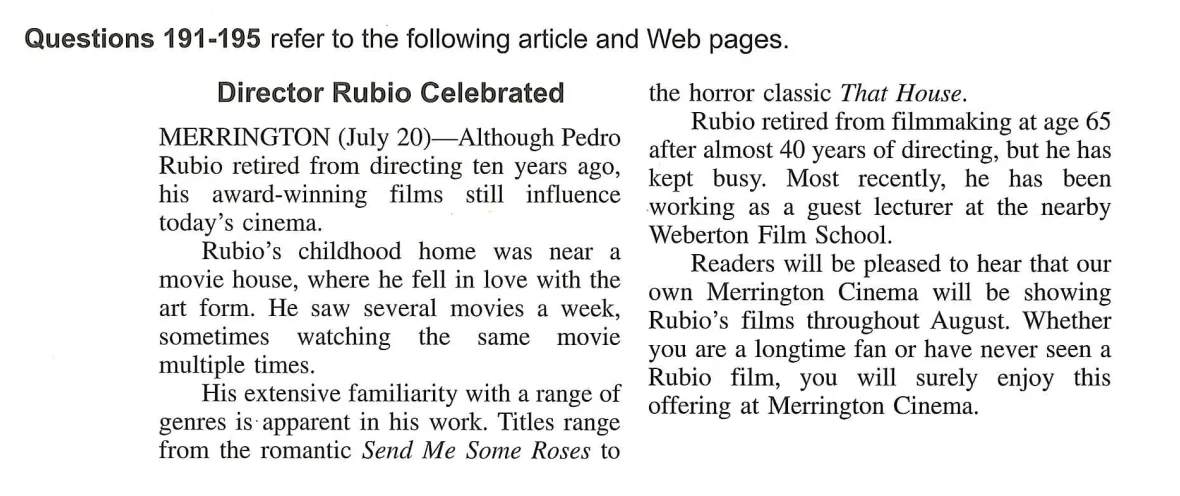 Questions 191-195 refer to the following article and Web pages.
Director Rubio Celebrated
MERRINGTON (July 20)—Although Pedro
Rubio retired from directing ten years ago,
his award-winning films still influence
today's cinema.
Rubio's childhood home was near a
movie house, where he fell in love with the
art form. He saw several movies a week,
sometimes watching the same movie
multiple times.
His extensive familiarity with a range of
genres is apparent in his work. Titles range
from the romantic Send Me Some Roses to
the horror classic That House.
Rubio retired from filmmaking at age 65
after almost 40 years of directing, but he has
kept busy. Most recently, he has been
working as a guest lecturer at the nearby
Weberton Film School.
Readers will be pleased to hear that our
own Merrington Cinema will be showing
Rubio's films throughout August. Whether
you are a longtime fan or have never seen a
Rubio film, you will surely enjoy this
offering at Merrington Cinema.